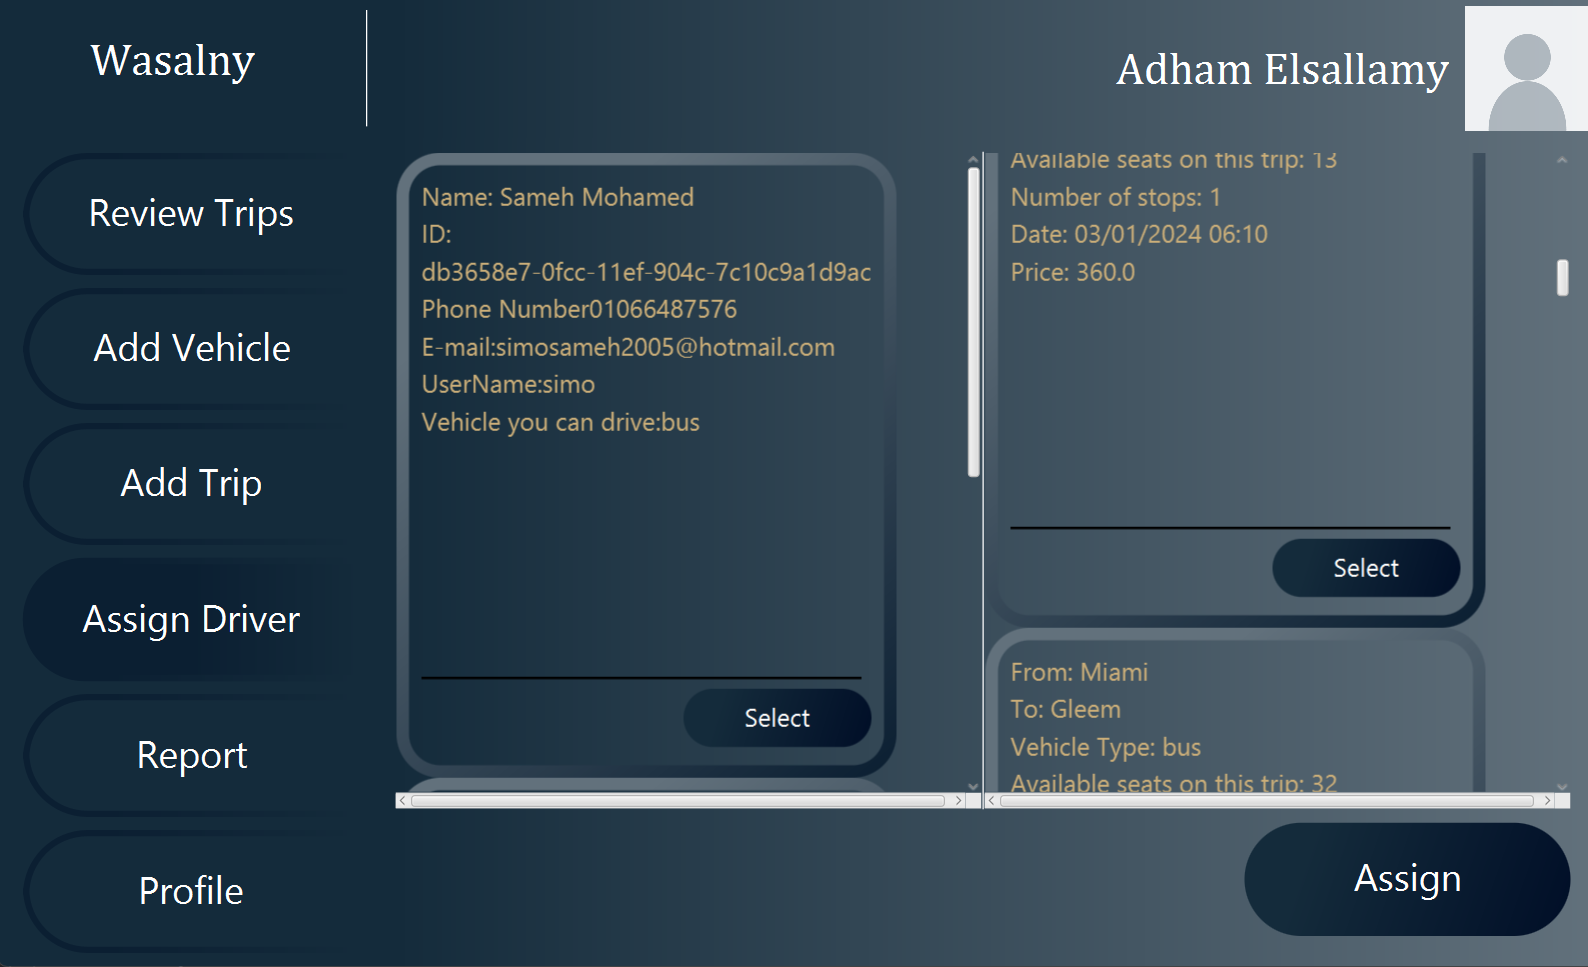 Wasalny
Adham Elsallamy
Review Trips
Add Vehicle
Add Trip
Assign Driver
Report
Profile
Name: Sameh Mohamed
ID:
db3658e7-0fcc-11ef-904c-7c10c9a1d9ac
Phone Number01066487576
E-mail:simosameh2005@hotmail.com
UserName:simo
Vehicle you can drive:bus
Select
Available seats on this trip: 13
Number of stops: 1
Date: 03/01/2024 06:10
Price: 360.0
Select
From: Miami
To: Gleem
Vehicle Type: bus
Available seats on this trip: 32
Assign